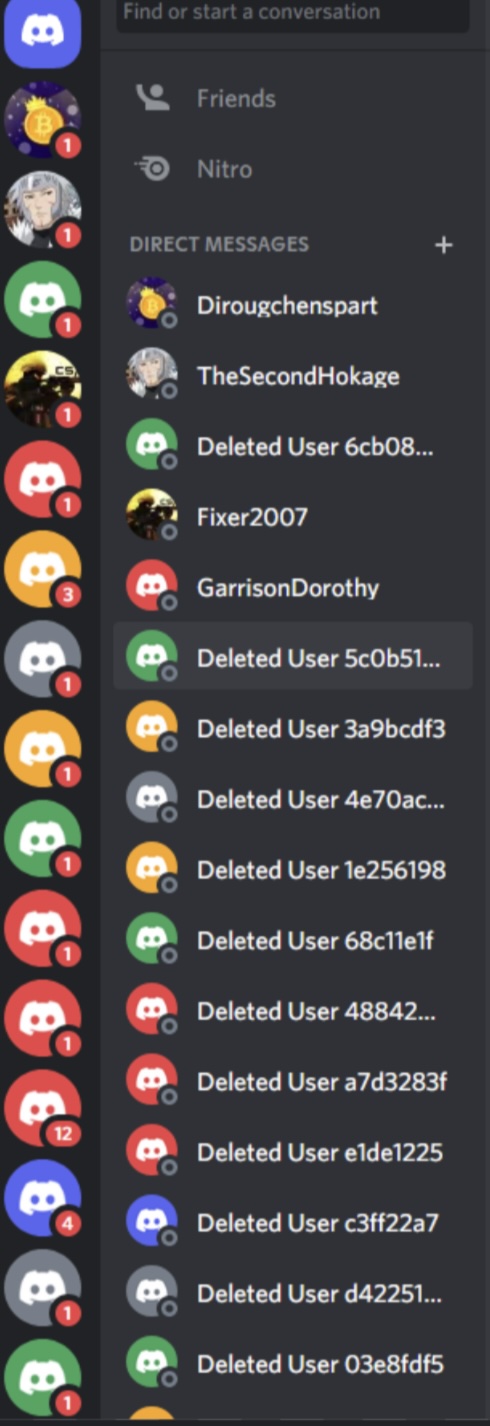 Find or start a conversation
Friends
Nitro
DIRECT MESSAGES +
1
Dirougchenspart
1
TheSecondHokage
1
Deleted User 6cb08...
CS
1
Fixer2007
1
GarrisonDorothy
3
Deleted User 5c0b51...
1
Deleted User 3a9bcdf3
1
Deleted User 4e70ac...
1
Deleted User 1e256198
1
Deleted User 68c11e1f
1
Deleted User 48842...
12
Deleted User a7d3283f
4
Deleted User e1de1225
1
Deleted User c3ff22a7
1
Deleted User d42251...
Deleted User 03e8fdf5